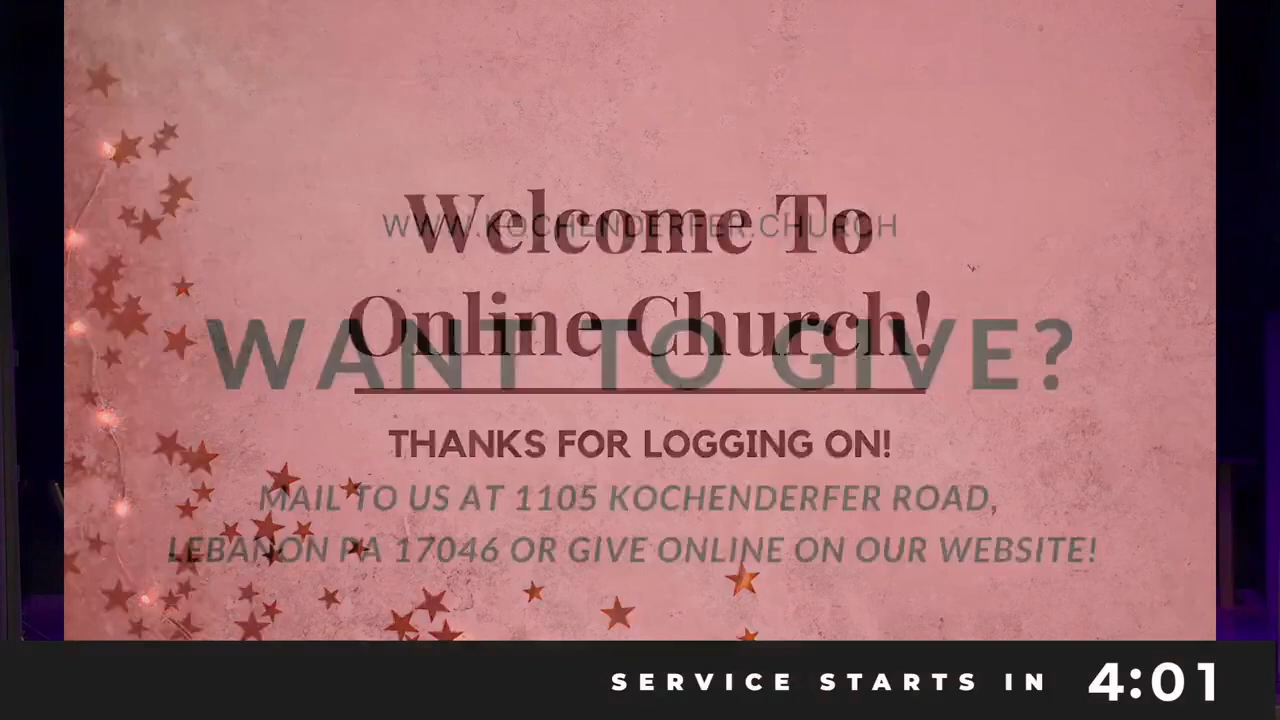 Welcome To
WWW.KOCHENDERFER.CHURCH
Online Church!
WANT TO GIVE?
THANKS FOR LOGGING ON!
MAIL TO US AT 1105 KOCHENDERFER ROAD,
LEBANON PA 17046 OR GIVE ONLINE ON OUR WEBSITE!
SERVICE STARTS IN 4:01